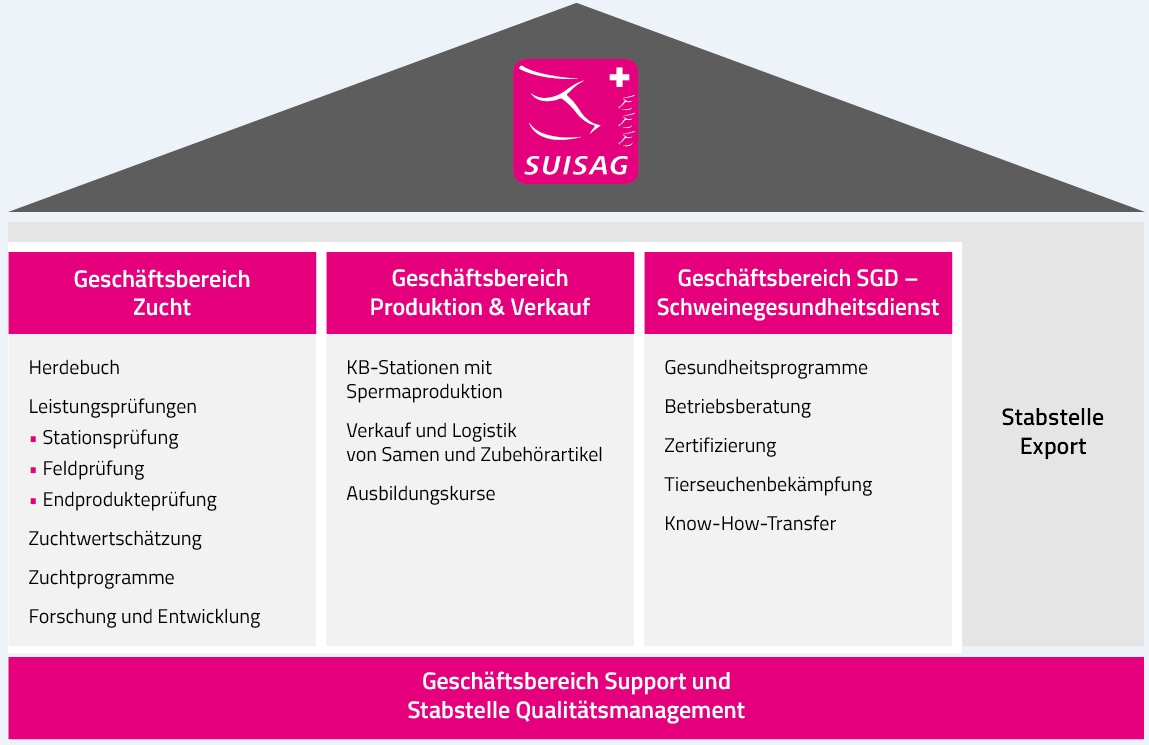 SUISAG
Geschäftsbereich
Zucht
Herdebuch
Leistungsprüfungen
▪ Stationsprüfung
▪ Feldprüfung
▪ Endprodukteprüfung
Zuchtwertschätzung
Zuchtprogramme
Forschung und Entwicklung
Geschäftsbereich
Produktion & Verkauf
KB-Stationen mit
Spermaproduktion
Verkauf und Logistik
von Samen und Zubehörartikel
Ausbildungskurse
Geschäftsbereich SGD –
Schweinegesundheitsdienst
Gesundheitsprogramme
Betriebsberatung
Zertifizierung
Tierseuchenbekämpfung
Know-How-Transfer
Stabstelle
Export
Geschäftsbereich Support und
Stabstelle Qualitätsmanagement